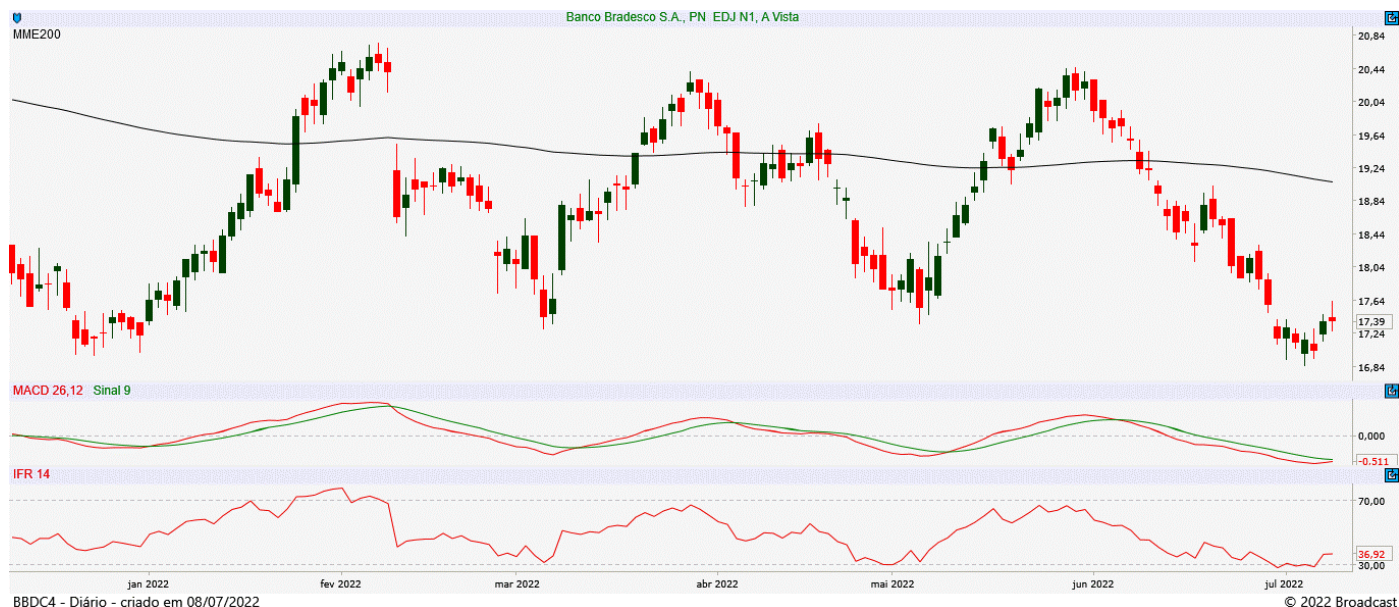 Banco Bradesco S.A., PN EDJ N1, A Vista
MME200
20,84
20,44
20,04
19,64
19,24
18,84
18,44
18,04
17,64
17,39
17,24
16,84
MACD 26,12 Sinal 9
0,000
-0.511
IFR 14
70,00
36,92
30,00
jan 2022 fev 2022 mar 2022 abr 2022 mai 2022 jun 2022 jul 2022
BBDC4 - Diário - criado em 08/07/2022 © 2022 Broadcast